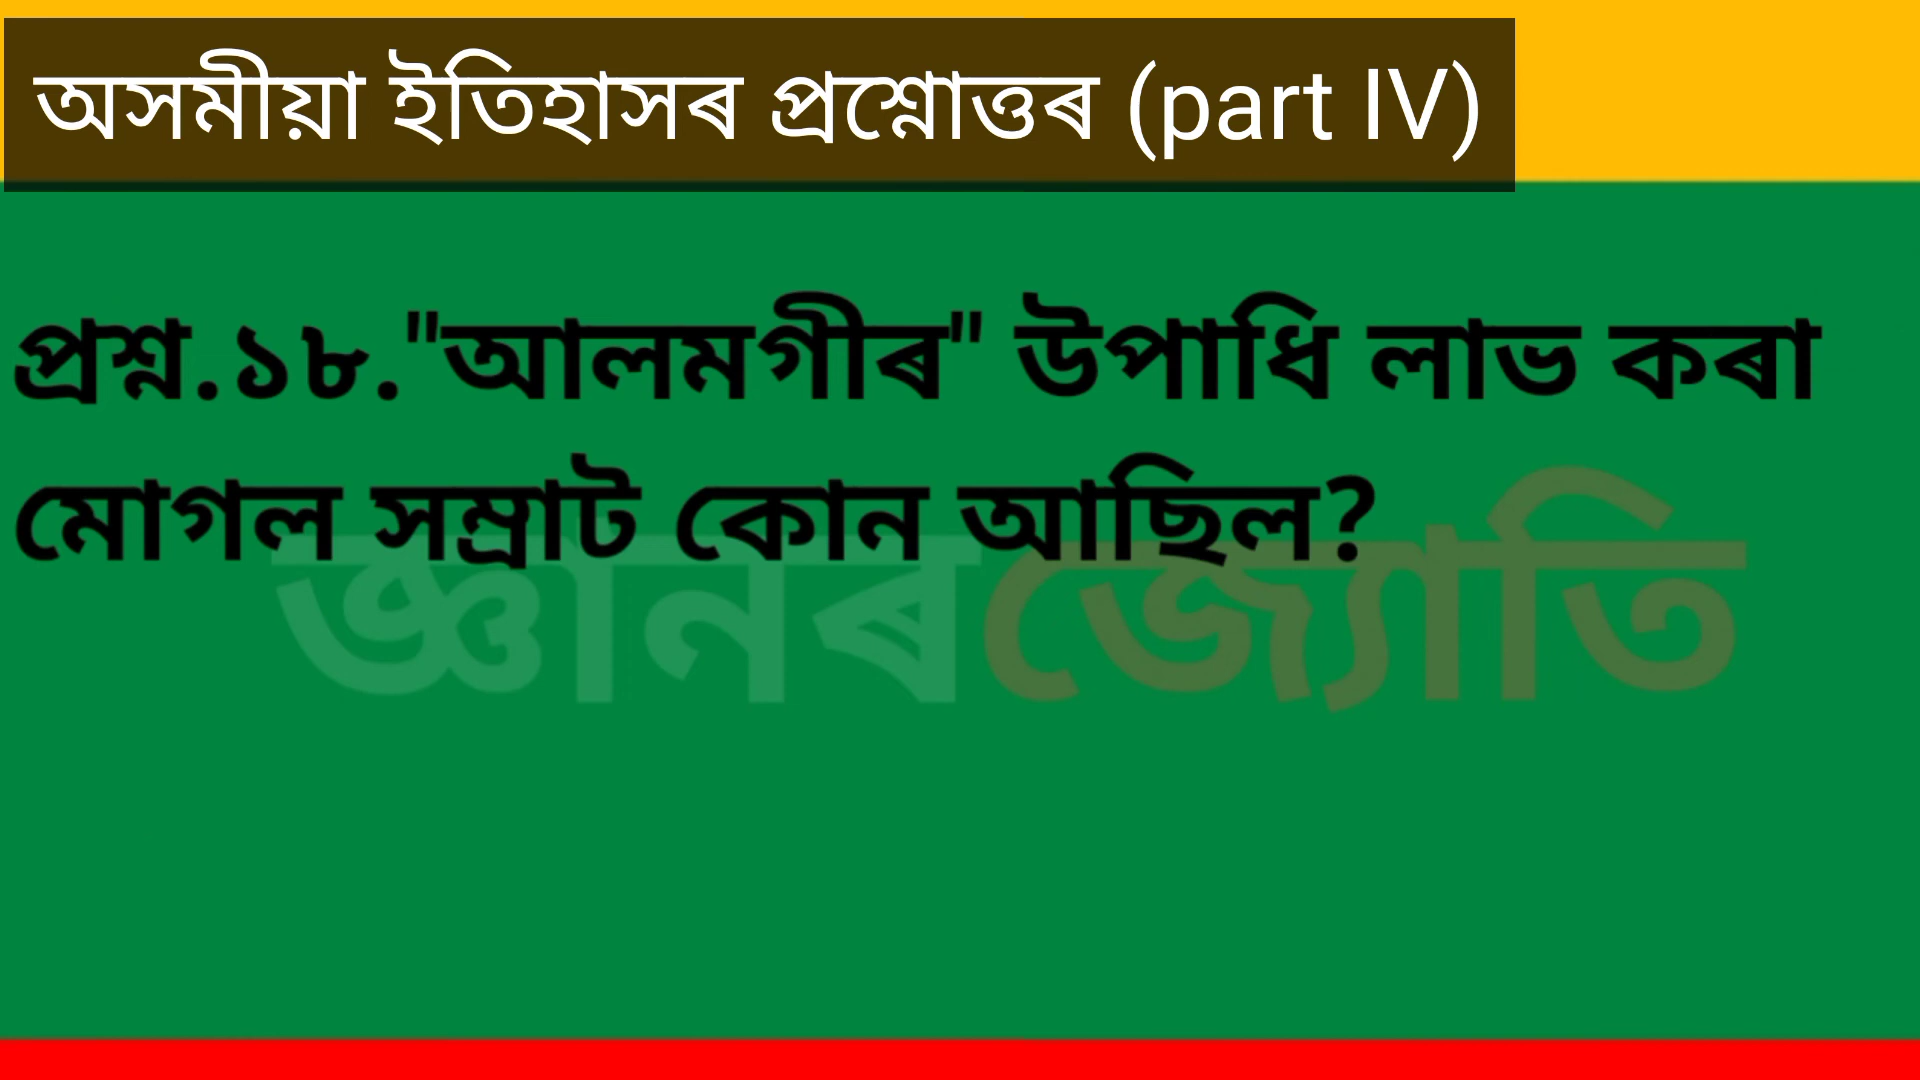 অসমীয়া ইতিহাসৰ প্ৰশ্নোত্তৰ (part IV)
প্ৰশ্ন.১৮."আলমগীৰ" উপাধি লাভ কৰা
মোগল সম্ৰাট কোন আছিল?
জ্ঞানৰজ্যোতি